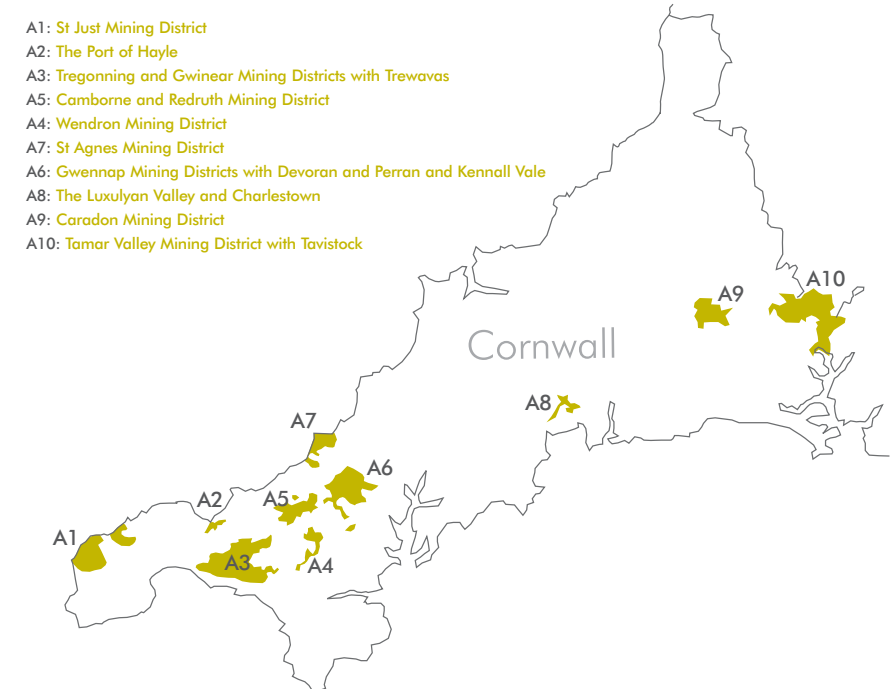 A1: St Just Mining District
A2: The Port of Hayle
A3: Tregonning and Gwinear Mining Districts with Trewavas
A5: Camborne and Redruth Mining District
A4: Wendron Mining District
A7: St Agnes Mining District
A6: Gwennap Mining Districts with Devoran and Perran and Kennall Vale
A8: The Luxulyan Valley and Charlestown
A9: Caradon Mining District
A10: Tamar Valley Mining District with Tavistock
A10
A9
Cornwall
A8
A7
A6
A5
A2
A1
A3
A4